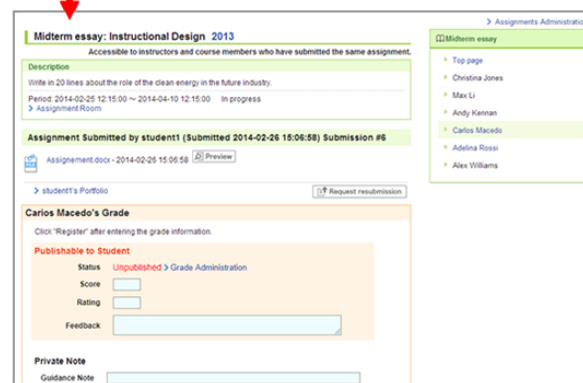 Assignments Administratio
Midterm essay: Instructional Design 2013
Accessible to instructors and course members who have submitted the same assignment.
Description
Write in 20 lines about the role of the clean energy in the future industry.
Period: 2014-02-25 12:15:00 ~ 2014-04-10 12:15:00 In progress
Assignment Room
Assignment Submitted by student1 (Submitted 2014-02-26 15:06:58) Submission #6
Assignement.docx - 2014-02-26 15:06:58 Preview
student1's Portfolio
Request resubmission
Carlos Macedo's Grade
Click "Register" after entering the grade information.
Publishable to Student
Status Unpublished > Grade Administration
Score
Rating
Feedback
Private Note
Guidance Note
Midterm essay
Top page
Christina Jones
Max Li
Andy Kennan
Carlos Macedo
Adelina Rossi
Alex Williams